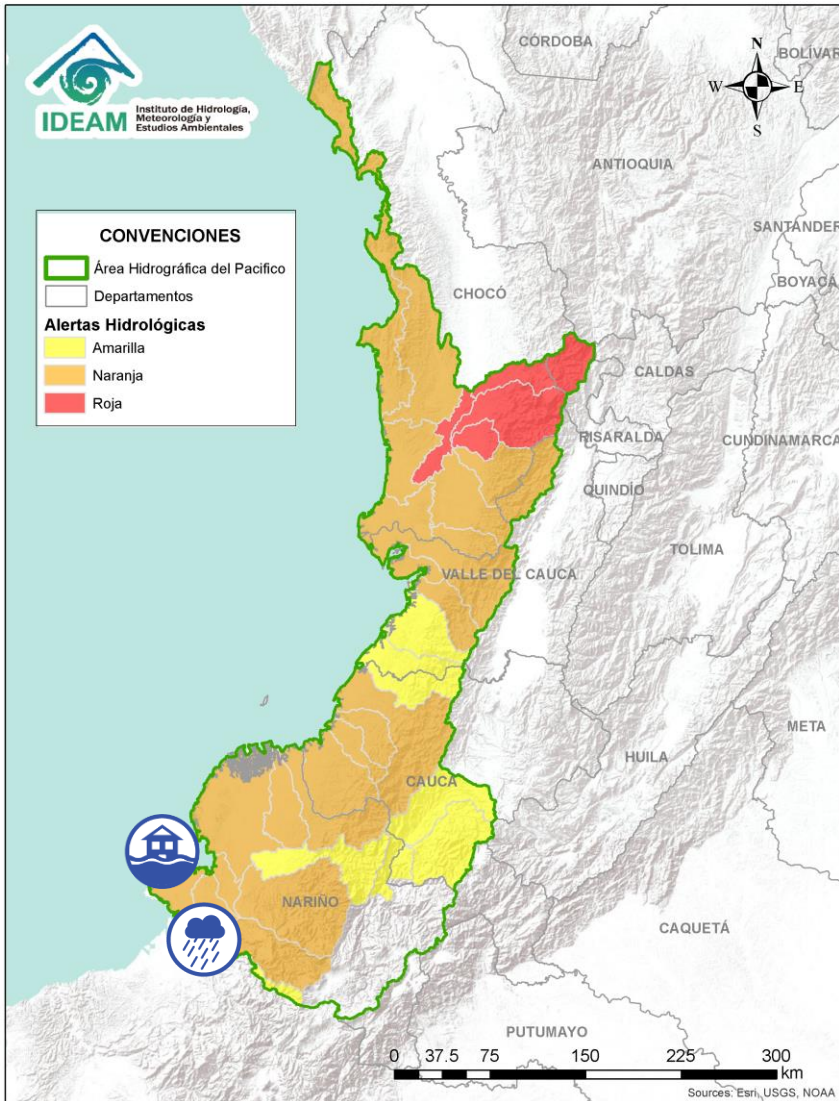 IDEAM
Instituto de Hidrología,
Meteorología y
Estudios Ambientales
CÓRDOBA
BOLÍVAR
N
W
E
S
ANTIOQUIA
SANTANDER
BOYACÁ
CONVENCIONES
Área Hidrográfica del Pacifico
Departamentos
Alertas Hidrológicas
Amarilla
Naranja
Roja
CHOCÓ
CALDAS
RISARALDA
CUNDINAMARCA
QUINDÍO
TOLIMA
VALLE DEL CAUCA
META
HUILA
CAUCA
NARIÑO
CAQUETÁ
PUTUMAYO
0 37.5 75 150 225 300
km
Sources: Esri, USGS, NOAA